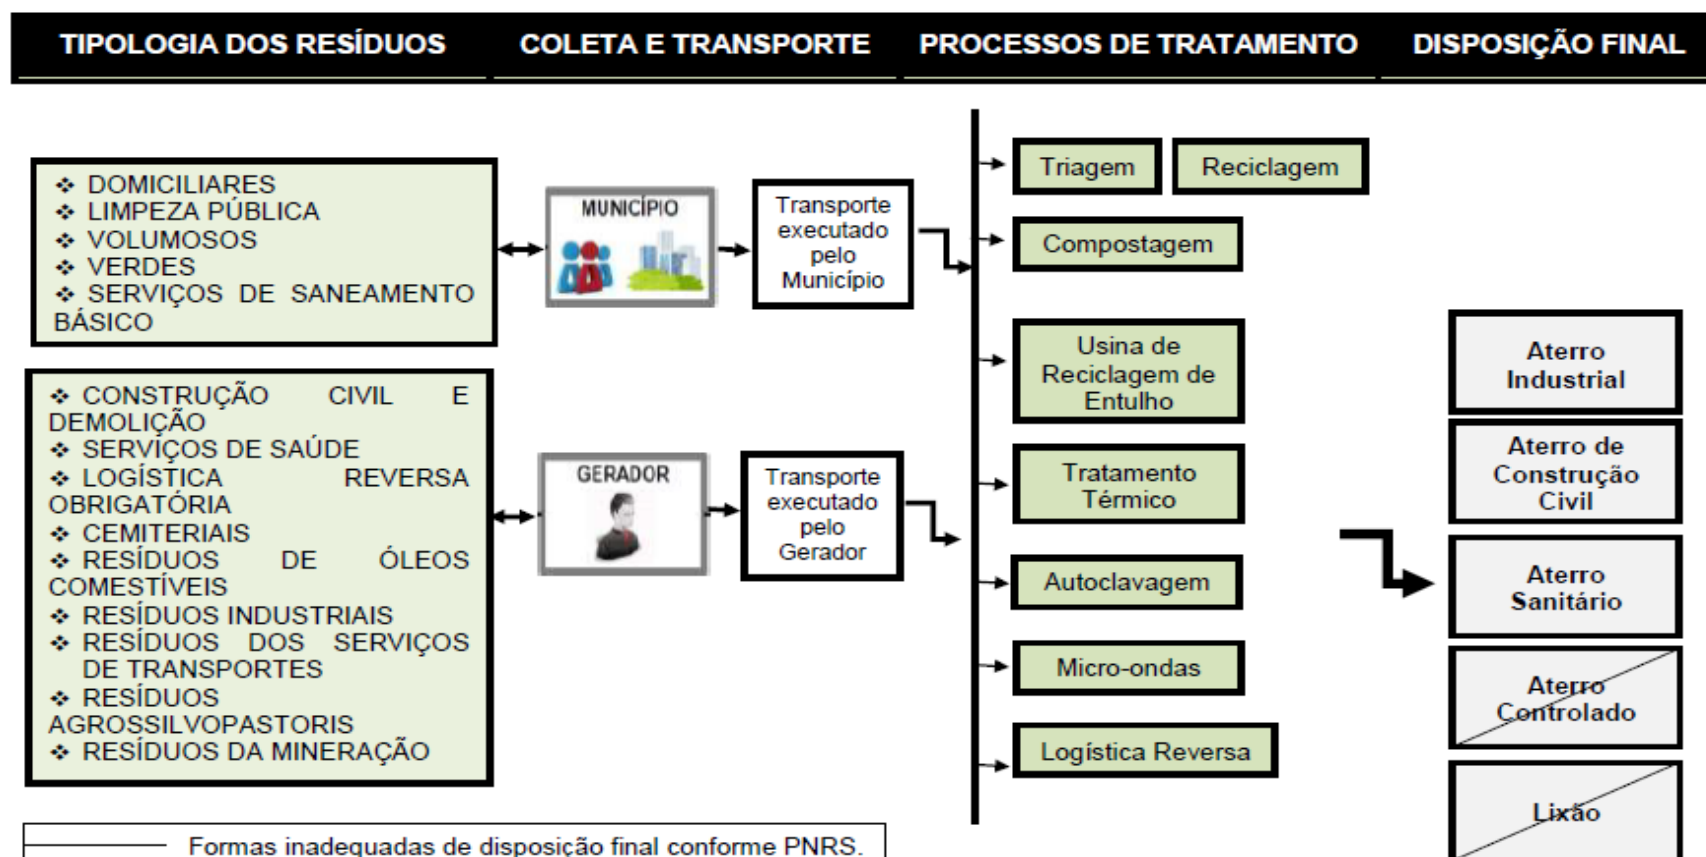 TIPOLOGIA DOS RESÍDUOS
COLETA E TRANSPORTE
PROCESSOS DE TRATAMENTO
DISPOSIÇÃO FINAL
❖ DOMICILIARES
❖ LIMPEZA PÚBLICA
❖ VOLUMOSOS
❖ VERDES
❖ SERVIÇOS DE SANEAMENTO
BÁSICO
❖ CONSTRUÇÃO CIVIL E
DEMOLIÇÃO
❖ SERVIÇOS DE SAÚDE
❖ LOGÍSTICA REVERSA
OBRIGATÓRIA
❖ CEMITERIAIS
❖ RESÍDUOS DE ÓLEOS
COMESTÍVEIS
❖ RESÍDUOS INDUSTRIAIS
❖ RESÍDUOS DOS SERVIÇOS
DE TRANSPORTES
❖ RESÍDUOS
AGROSSILVOPASTORIS
❖ RESÍDUOS DA MINERAÇÃO
MUNICÍPIO
Transporte
executado
pelo
Município
GERADOR
Transporte
executado
pelo
Gerador
Triagem
Reciclagem
Compostagem
Usina de
Reciclagem de
Entulho
Tratamento
Térmico
Autoclavagem
Micro-ondas
Logística Reversa
Aterro
Industrial
Aterro de
Construção
Civil
Aterro
Sanitário
Aterro
Controlado
Lixão
Formas inadequadas de disposição final conforme PNRS.